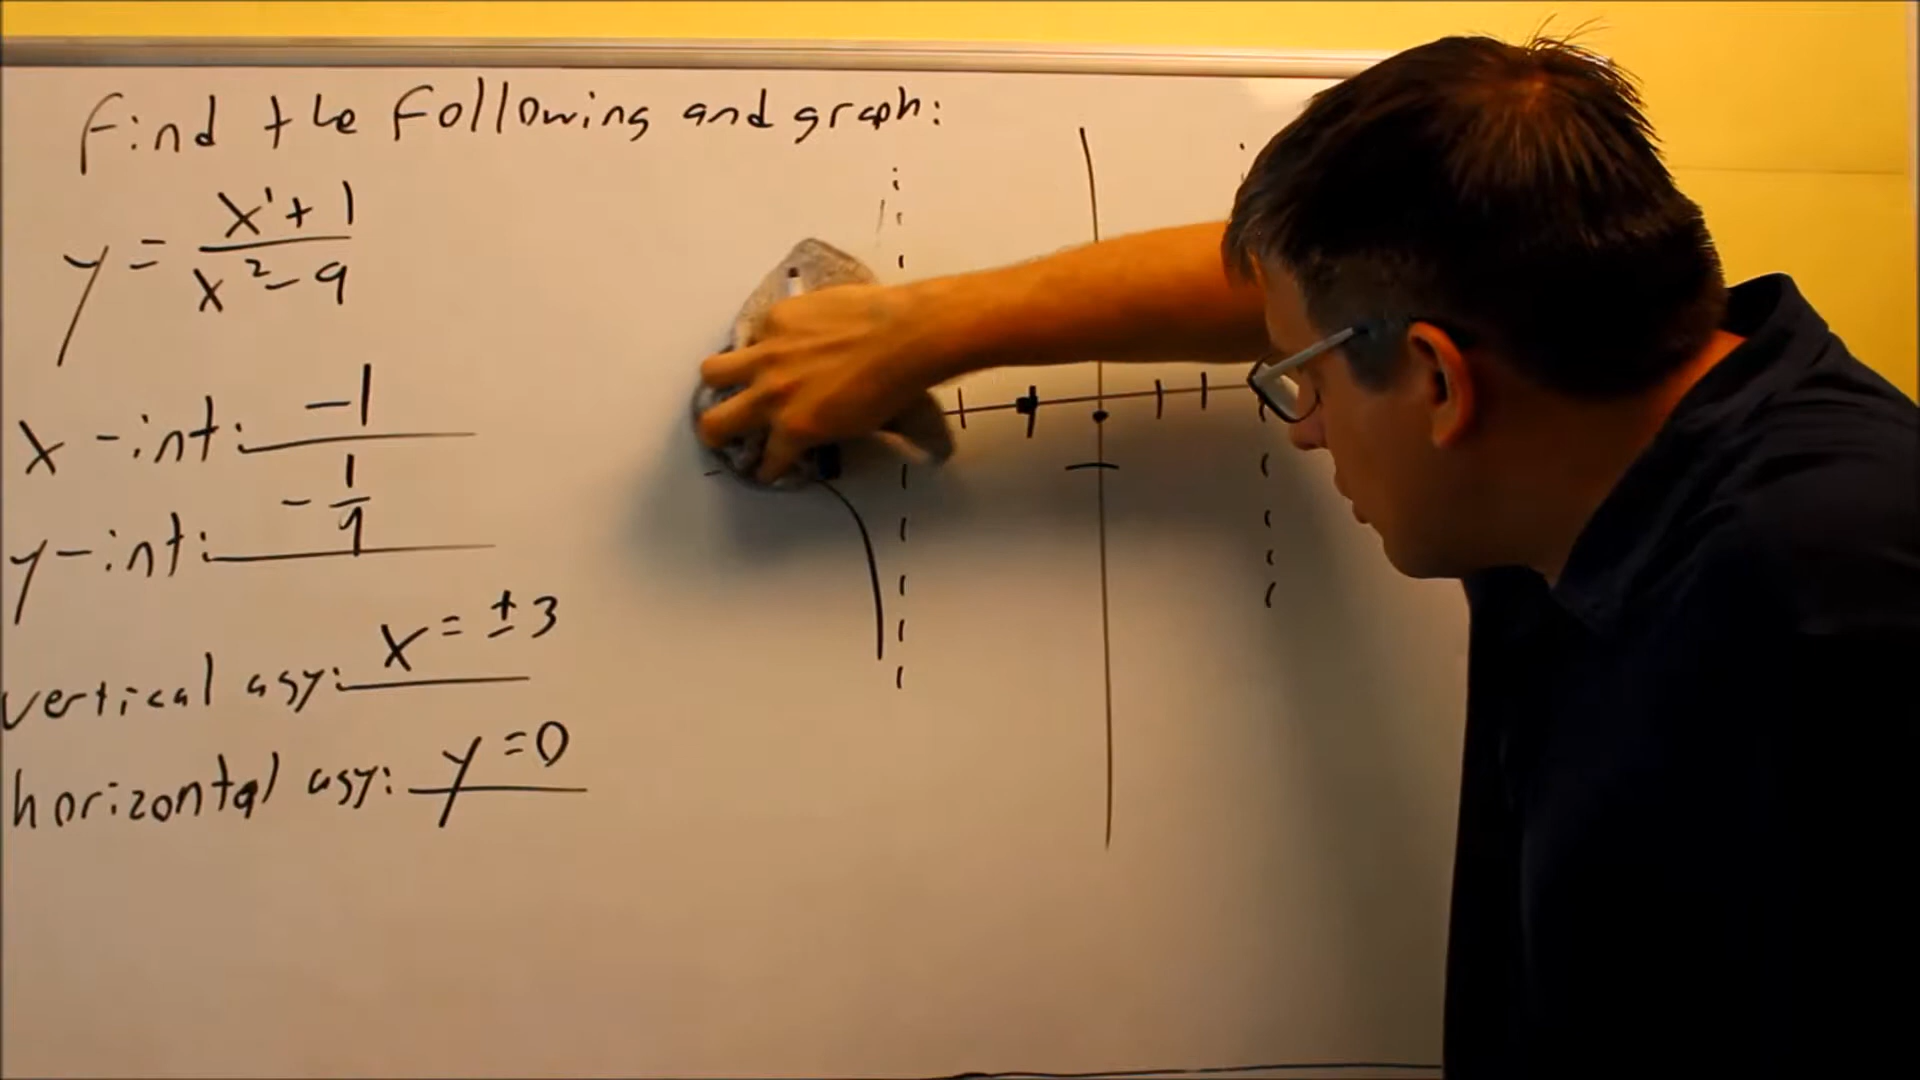 Find the following and graph:
y = x¹ + 1 / x² - 9
x-int: -1
y-int: - 1/9
vertical asy: x = ± 3
horizontal asy: y = 0